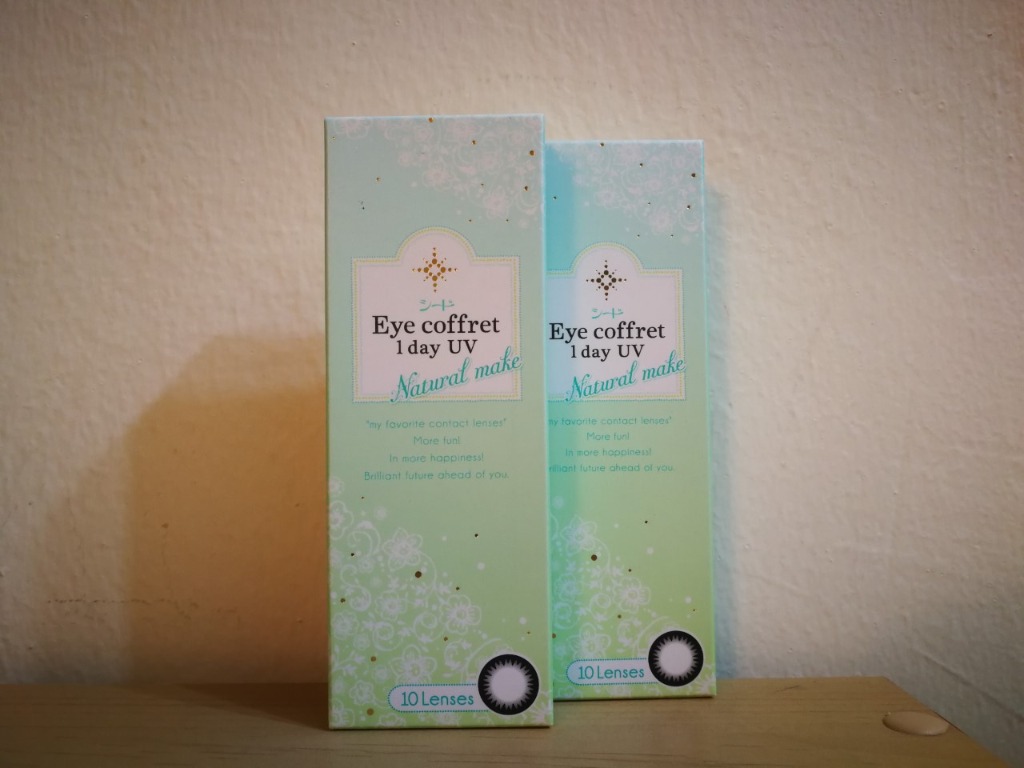 シード
Eye coffret
1 day UV
Natural make
"my favorite contact lenses"
More fun!
In more happiness!
Brilliant future ahead of you.
10 Lenses
シード
Eye coffret
1 day UV
Natural make
my favorite contact lenses"
More fun!
In more happiness!
rilliant future ahead of you.
10 Lenses